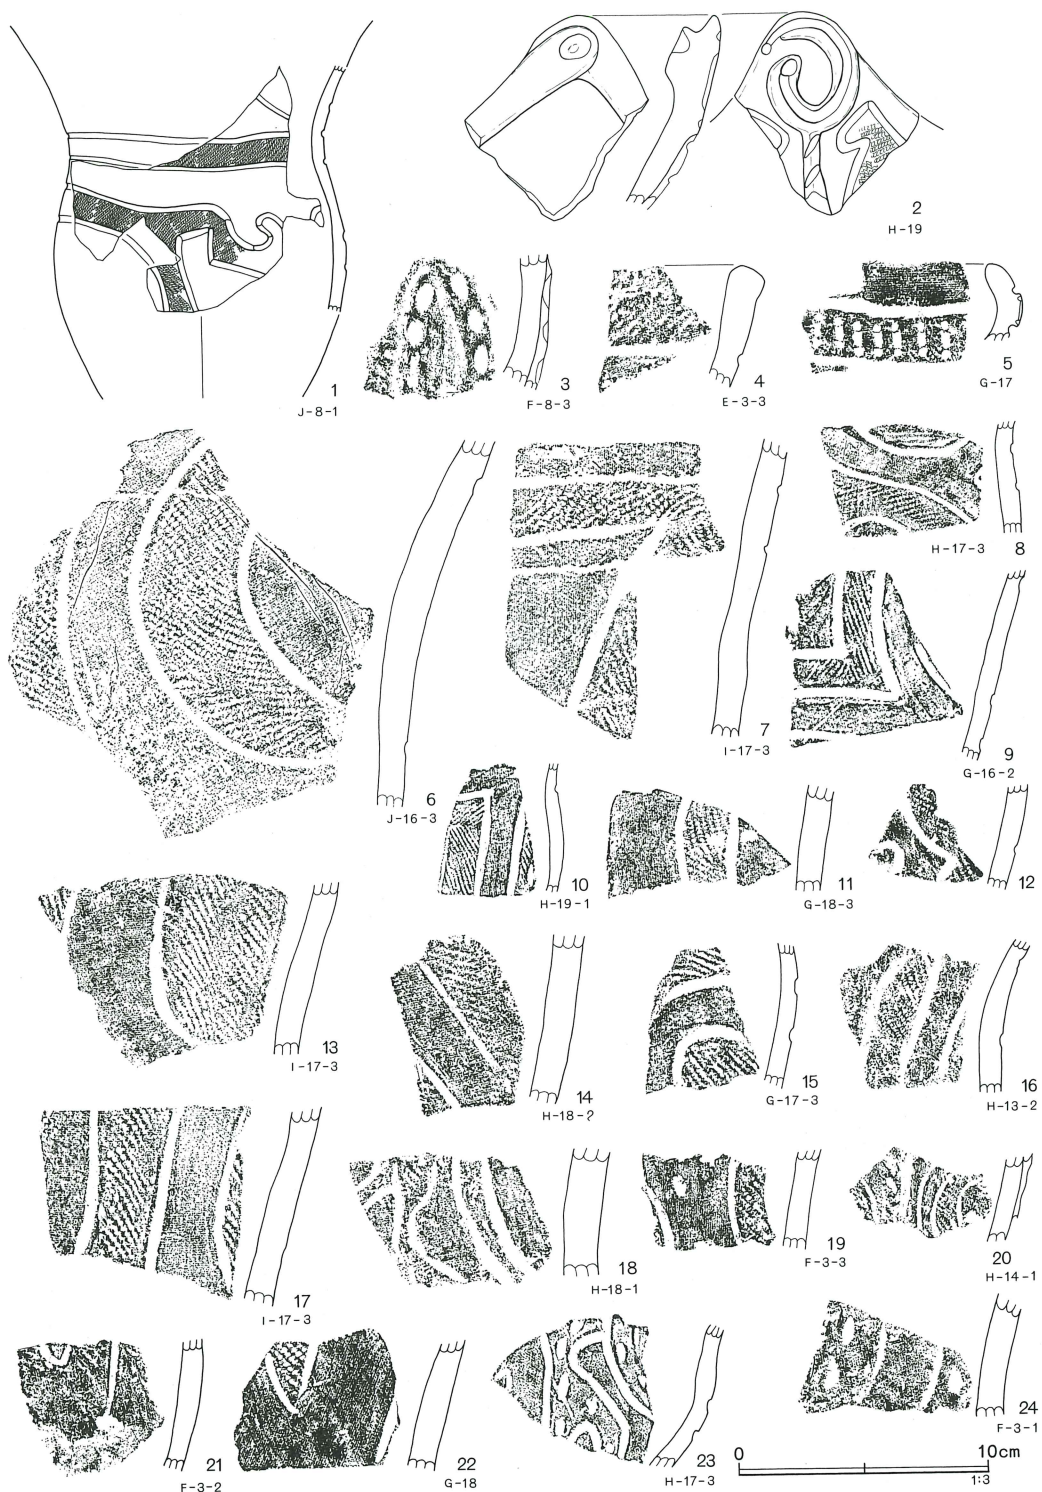 1
J-8-1
2
H-19
3
F-8-3
4
E-3-3
5
G-17
6
J-16-3
7
I-17-3
8
H-17-3
9
G-16-2
10
H-19-1
11
G-18-3
12
13
I-17-3
14
H-18-?
15
G-17-3
16
H-13-2
17
I-17-3
18
H-18-1
19
F-3-3
20
H-14-1
21
F-3-2
22
G-18
23
H-17-3
24
F-3-1
0 10cm
1:3